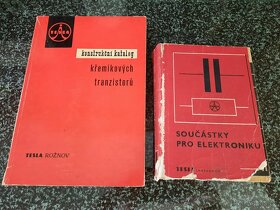 TESLA
konstrukční katalog
křemíkových
tranzistorů
TESLA ROŽNOV
SOUČÁSTKY
PRO ELEKTRONIKU
TESLA